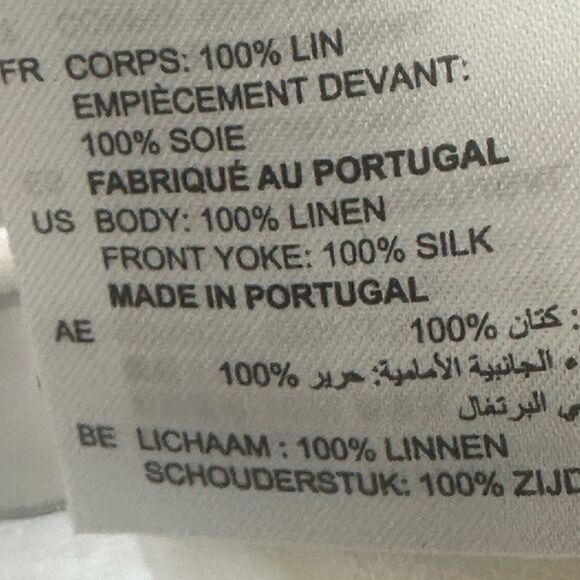 FR CORPS: 100% LIN
EMPIÈCEMENT DEVANT:
100% SOIE
FABRIQUÉ AU PORTUGAL
US BODY: 100% LINEN
FRONT YOKE: 100% SILK
MADE IN PORTUGAL
AE : كتان 100%
الجانبية الأمامية: حرير 100%
البرتغال
BE LICHAAM : 100% LINNEN
SCHOUDERSTUK: 100% ZIJD